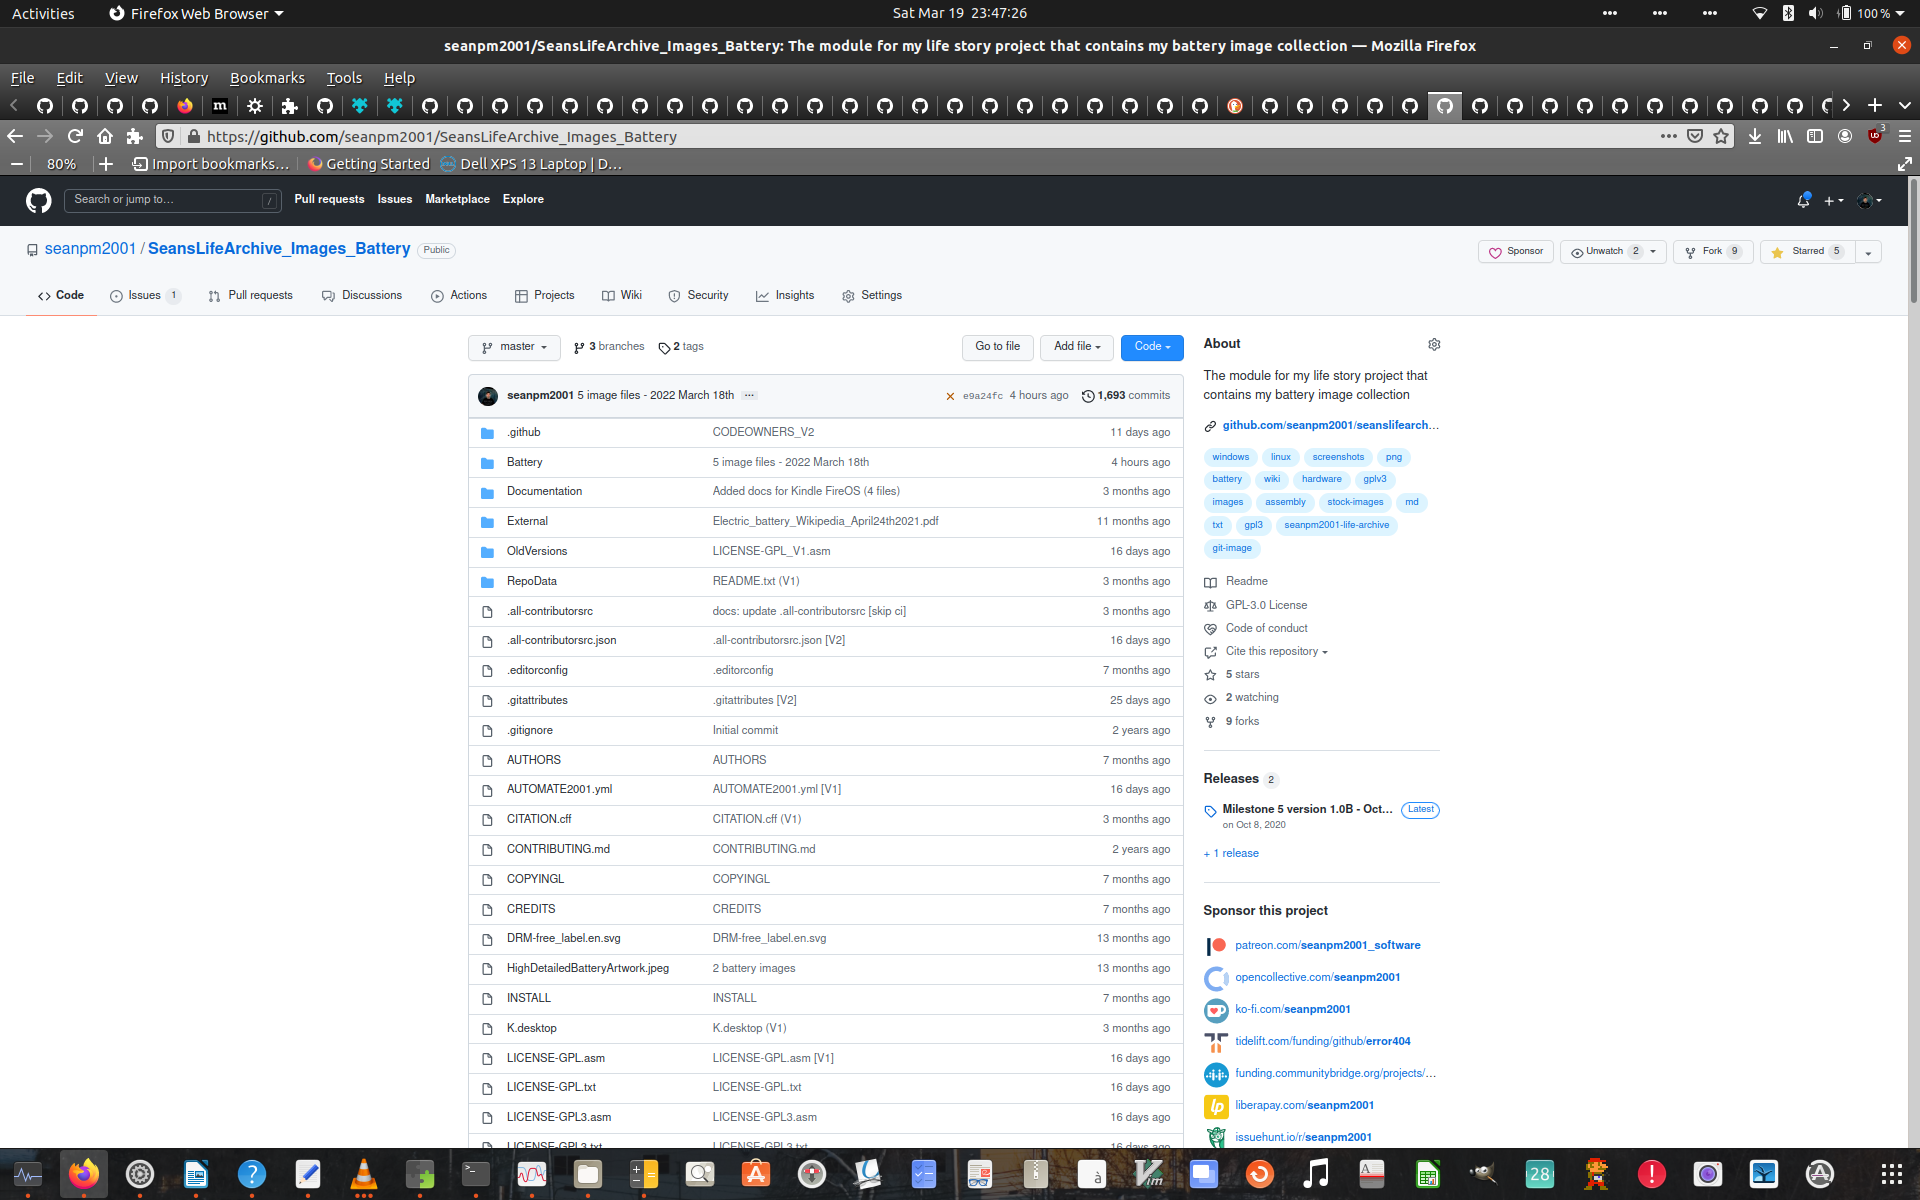 Activities Firefox Web Browser Sat Mar 19 23:47:26 100 %
seanpm2001/SeansLifeArchive_Images_Battery: The module for my life story project that contains my battery image collection — Mozilla Firefox
File Edit View History Bookmarks Tools Help
https://github.com/seanpm2001/SeansLifeArchive_Images_Battery 3
80% Import bookmarks... Getting Started Dell XPS 13 Laptop | D...
Search or jump to... / Pull requests Issues Marketplace Explore
seanpm2001 / SeansLifeArchive_Images_Battery Public Sponsor Unwatch 2 Fork 9 Starred 5
Code Issues 1 Pull requests Discussions Actions Projects Wiki Security Insights Settings
master 3 branches 2 tags Go to file Add file Code
seanpm2001 5 image files - 2022 March 18th ... e9a24fc 4 hours ago 1,693 commits
.github CODEOWNERS_V2 11 days ago
Battery 5 image files - 2022 March 18th 4 hours ago
Documentation Added docs for Kindle FireOS (4 files) 3 months ago
External Electric_battery_Wikipedia_April24th2021.pdf 11 months ago
OldVersions LICENSE-GPL_V1.asm 16 days ago
RepoData README.txt (V1) 3 months ago
.all-contributorsrc docs: update .all-contributorsrc [skip ci] 3 months ago
.all-contributorsrc.json .all-contributorsrc.json [V2] 16 days ago
.editorconfig .editorconfig 7 months ago
.gitattributes .gitattributes [V2] 25 days ago
.gitignore Initial commit 2 years ago
AUTHORS AUTHORS 7 months ago
AUTOMATE2001.yml AUTOMATE2001.yml [V1] 16 days ago
CITATION.cff CITATION.cff (V1) 3 months ago
CONTRIBUTING.md CONTRIBUTING.md 2 years ago
COPYINGL COPYINGL 7 months ago
CREDITS CREDITS 7 months ago
DRM-free_label.en.svg DRM-free_label.en.svg 13 months ago
HighDetailedBatteryArtwork.jpeg 2 battery images 13 months ago
INSTALL INSTALL 7 months ago
K.desktop K.desktop (V1) 3 months ago
LICENSE-GPL.asm LICENSE-GPL.asm [V1] 16 days ago
LICENSE-GPL.txt LICENSE-GPL.txt 16 days ago
LICENSE-GPL3.asm LICENSE-GPL3.asm 16 days ago
LICENSE-GPL3.txt LICENSE-GPL3.txt 16 days ago
About
The module for my life story project that
contains my battery image collection
github.com/seanpm2001/seanslifearch...
windows linux screenshots png
battery wiki hardware gplv3
images assembly stock-images md
txt gpl3 seanpm2001-life-archive
git-image
Readme
GPL-3.0 License
Code of conduct
Cite this repository
5 stars
2 watching
9 forks
Releases 2
Milestone 5 version 1.0B - Oct... Latest
on Oct 8, 2020
+ 1 release
Sponsor this project
patreon.com/seanpm2001_software
opencollective.com/seanpm2001
ko-fi.com/seanpm2001
tidelift.com/funding/github/error404
funding.communitybridge.org/projects/...
liberapay.com/seanpm2001
issuehunt.io/r/seanpm2001
28